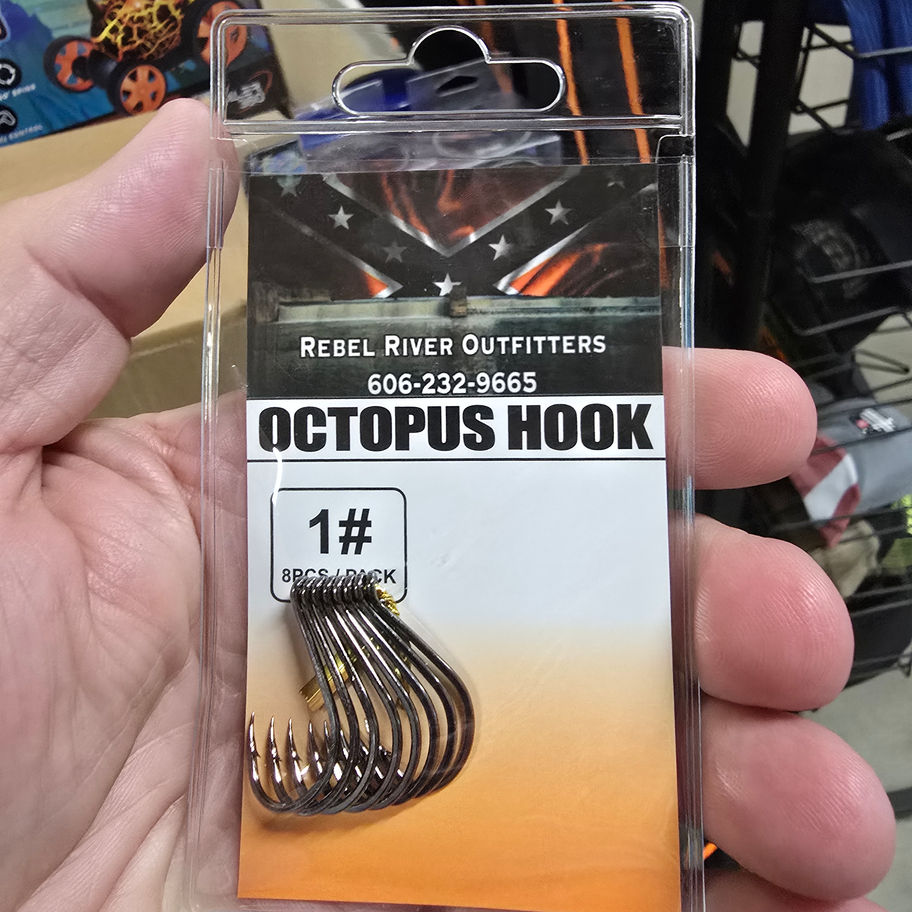 REBEL RIVER OUTFITTERS
606-232-9665
OCTOPUS HOOK
1#
8PCS / PACK